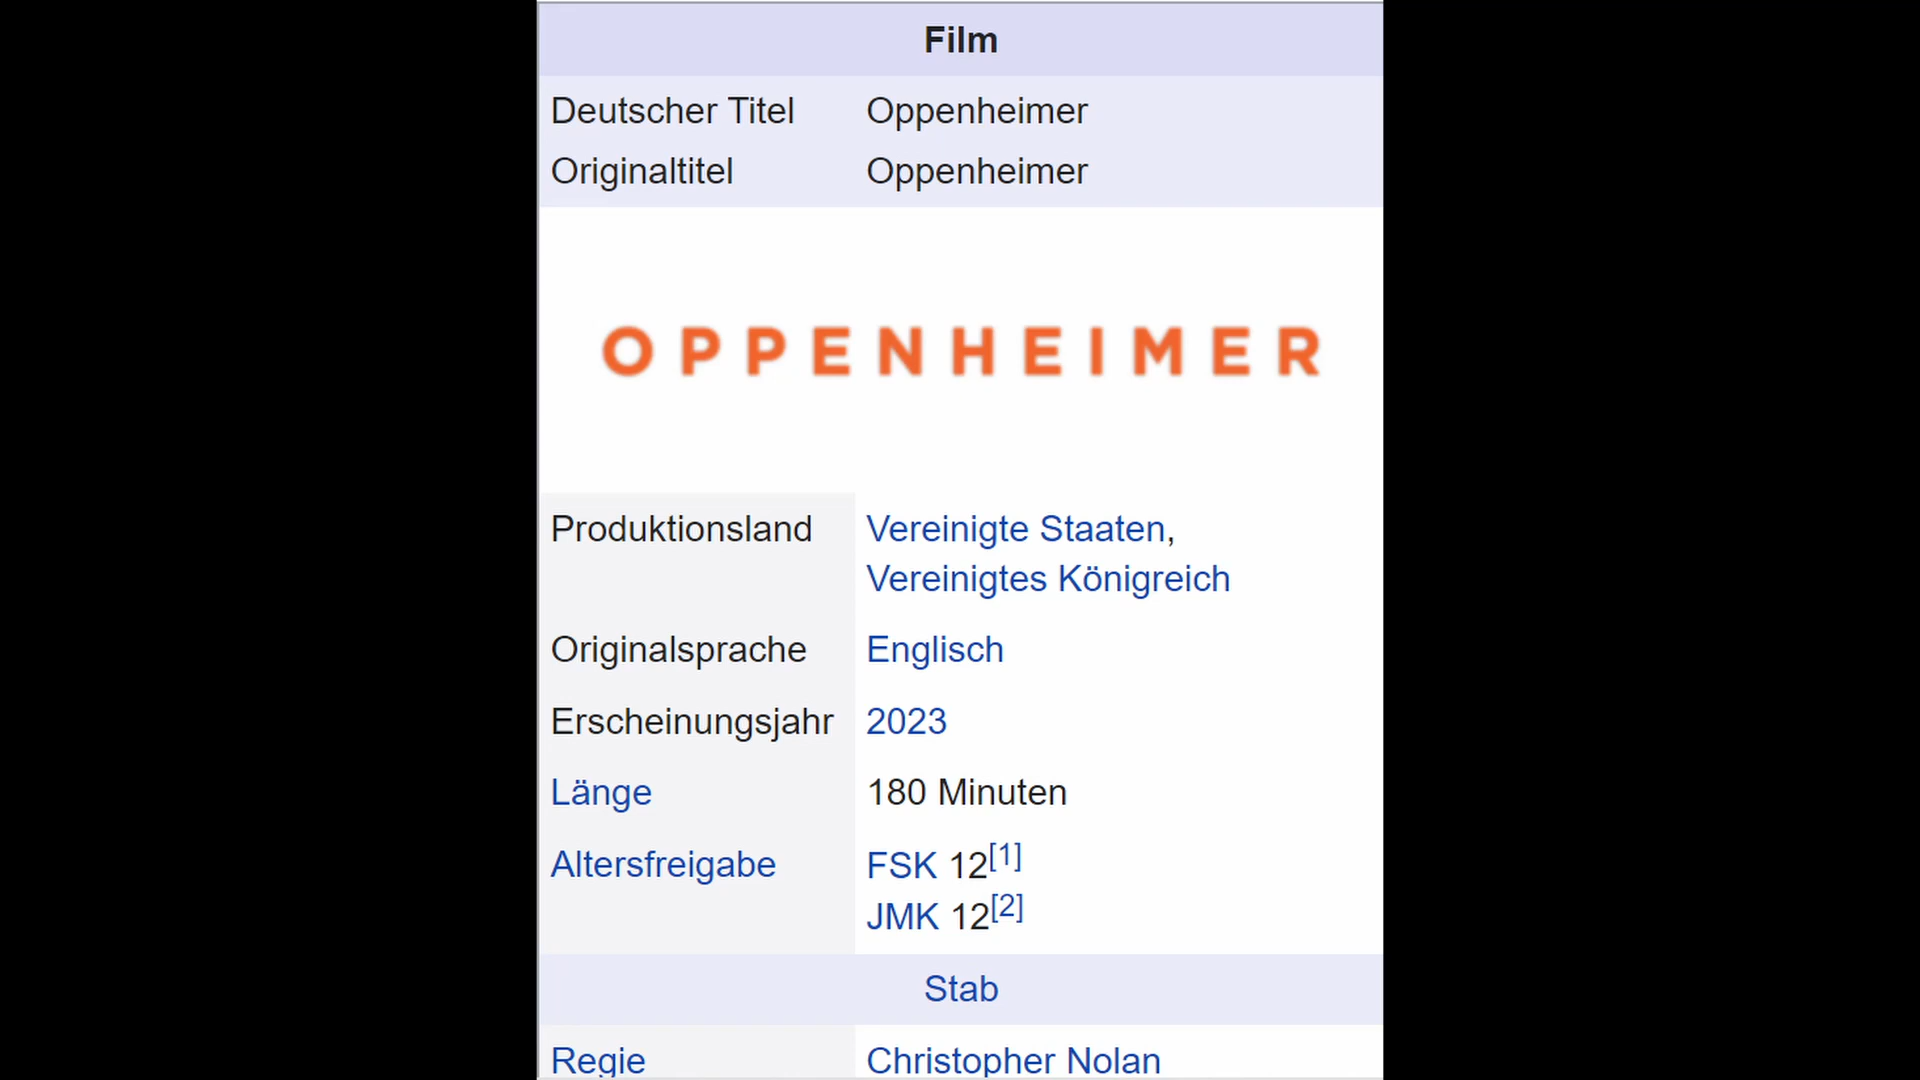 Film
Deutscher Titel Oppenheimer
Originaltitel Oppenheimer
OPPENHEIMER
Produktionsland Vereinigte Staaten,
Vereinigtes Königreich
Originalsprache Englisch
Erscheinungsjahr 2023
Länge 180 Minuten
Altersfreigabe FSK 12[1]
JMK 12[2]
Stab
Regie Christopher Nolan